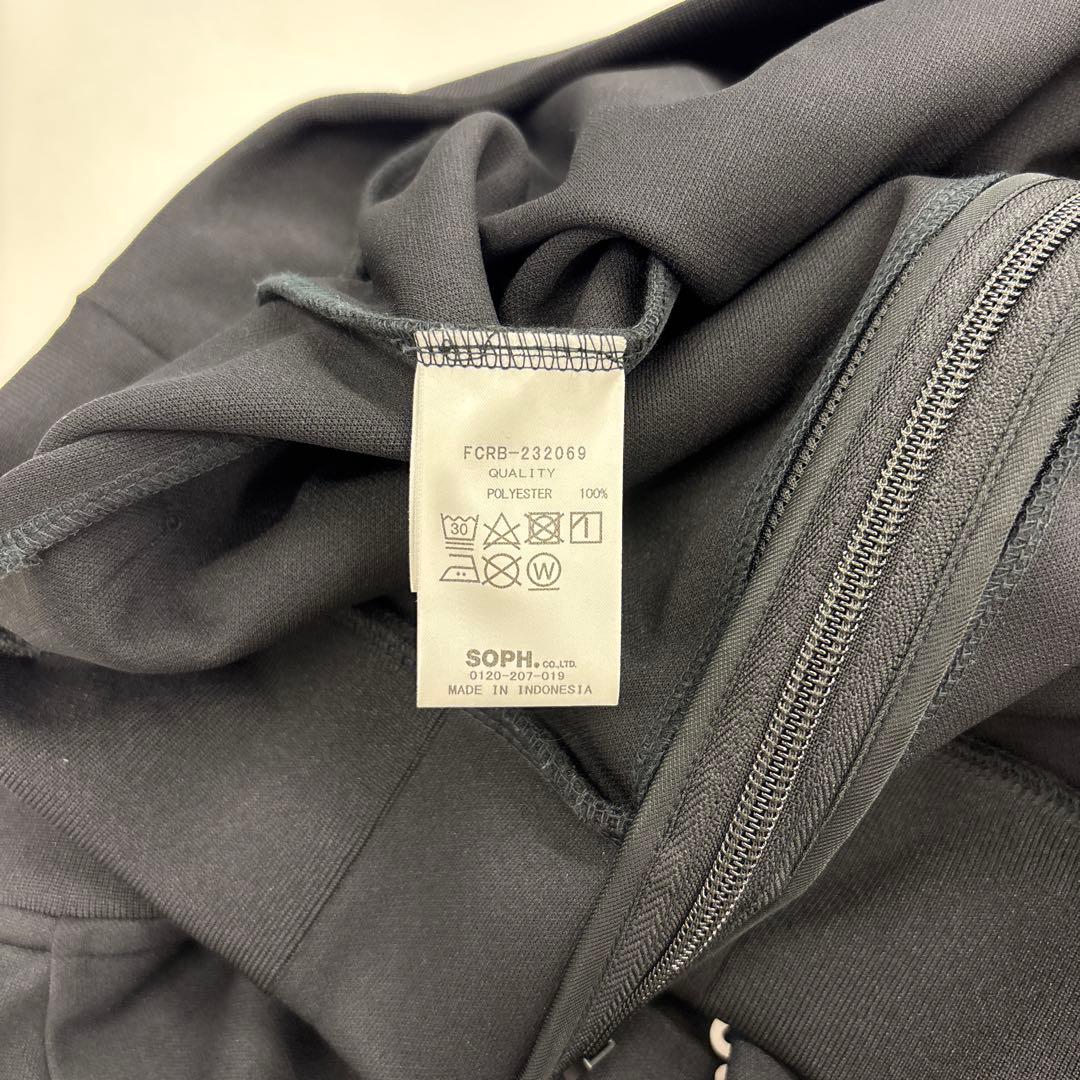 FCRB-232069
QUALITY
POLYESTER 100%
30
W
SOPH. CO.,LTD.
0120-207-019
MADE IN INDONESIA